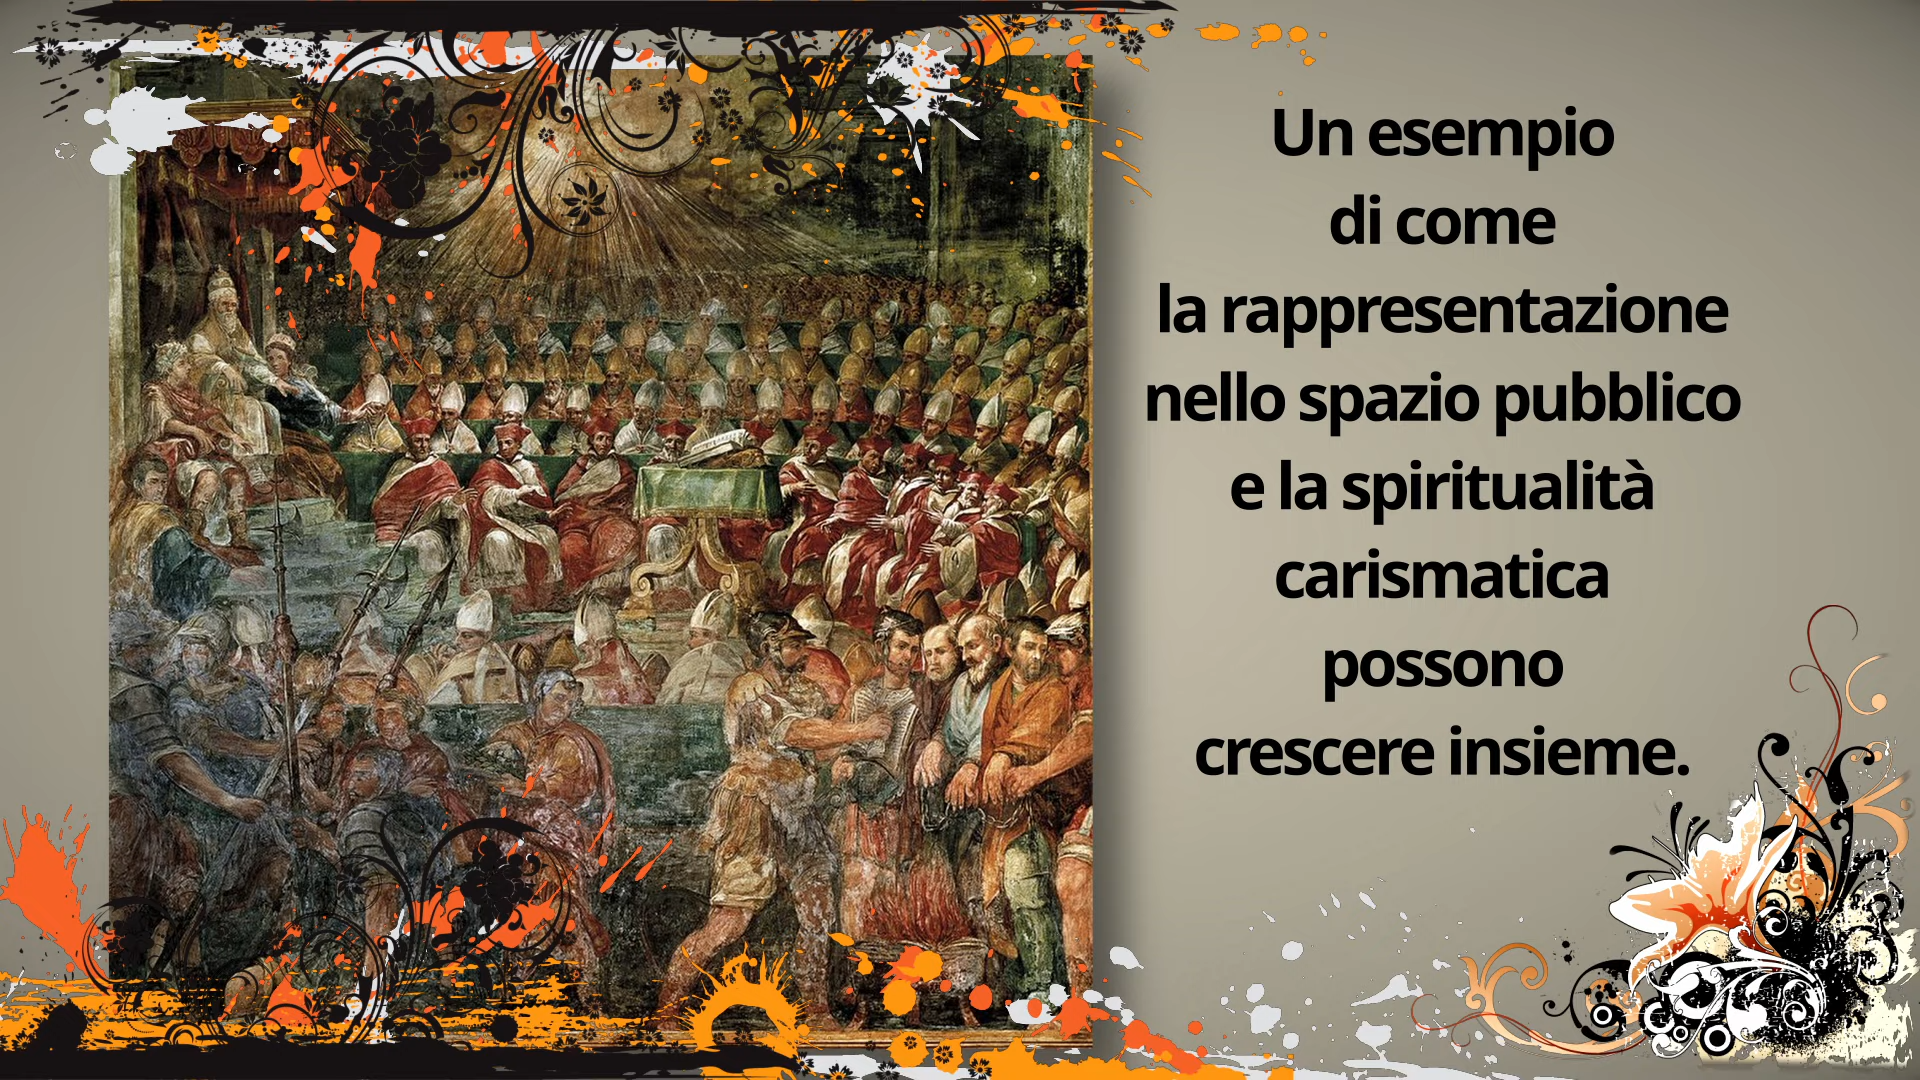 Un esempio
di come
la rappresentazione
nello spazio pubblico
e la spiritualità
carismatica
possono
crescere insieme.